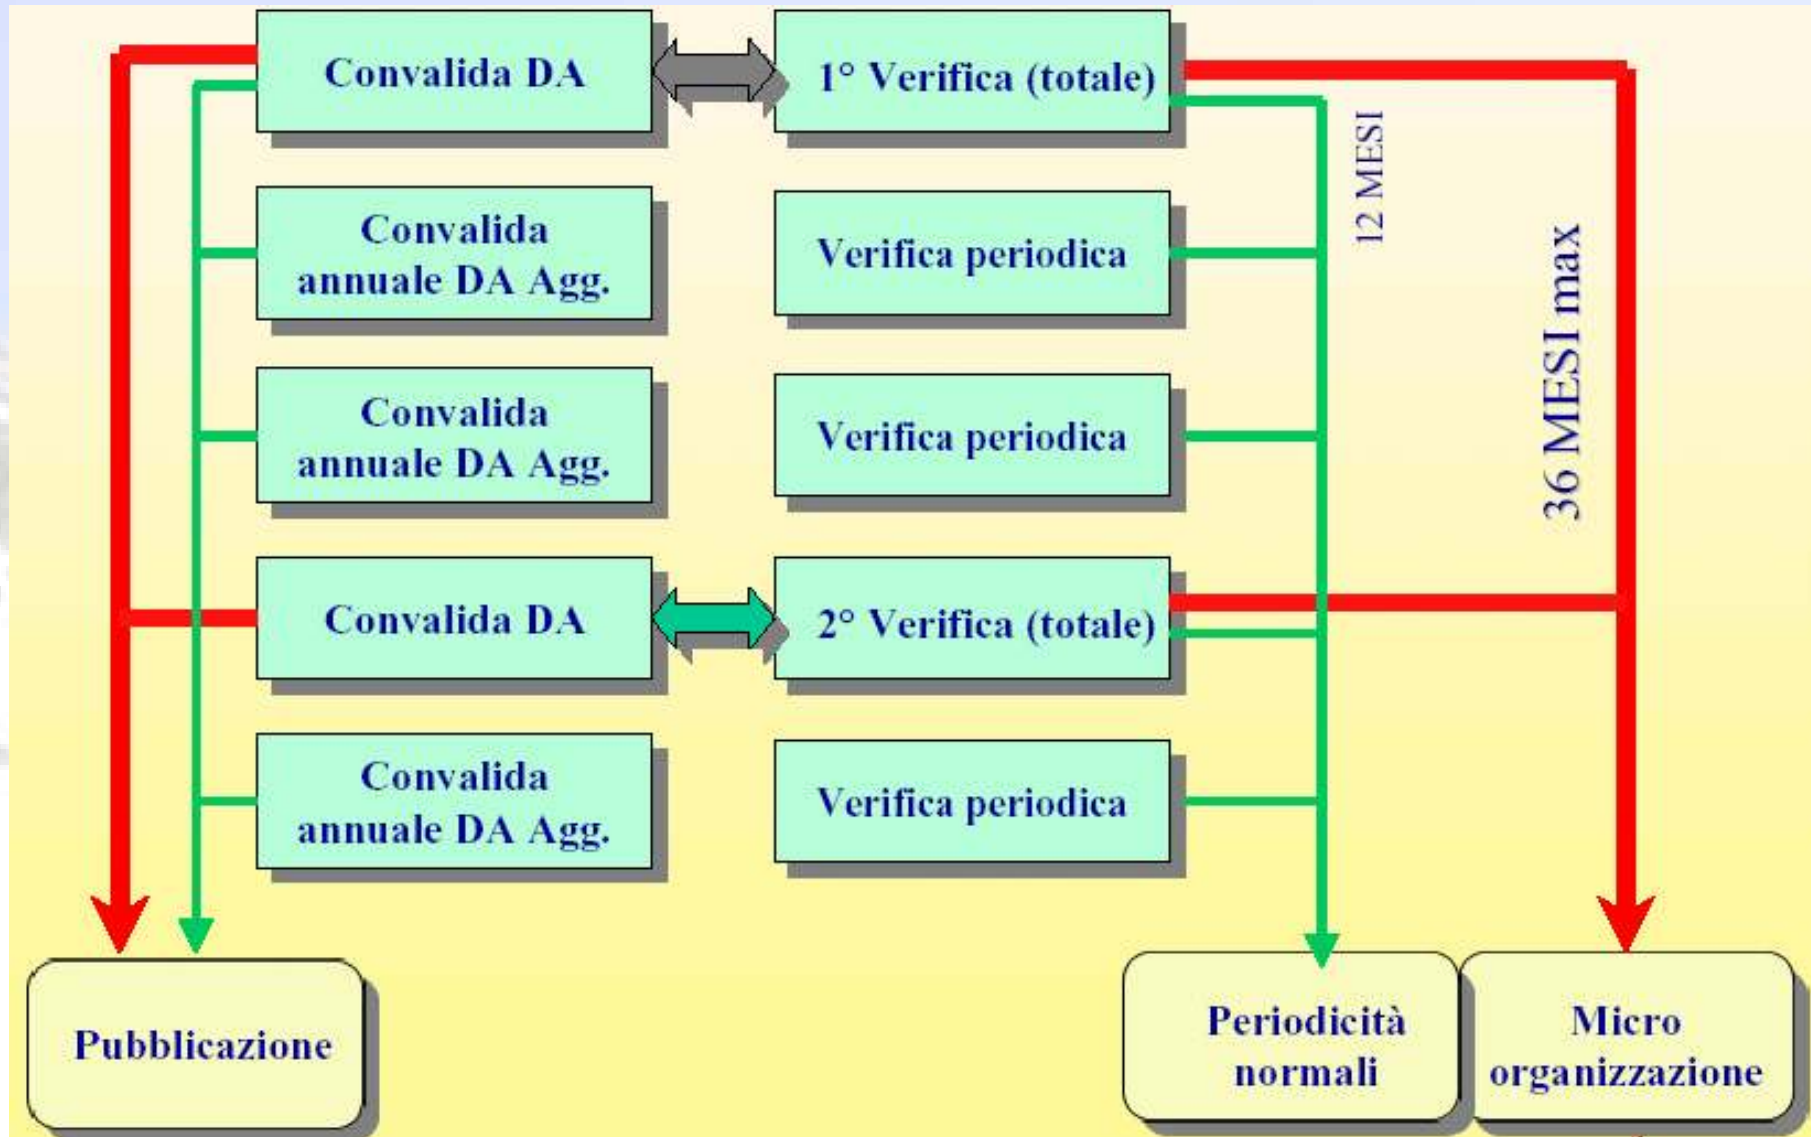 Convalida DA
1° Verifica (totale)
12 MESI
36 MESI max
Convalida
annuale DA Agg.
Verifica periodica
Convalida
annuale DA Agg.
Verifica periodica
Convalida DA
2° Verifica (totale)
Convalida
annuale DA Agg.
Verifica periodica
Pubblicazione
Periodicità
normali
Micro
organizzazione